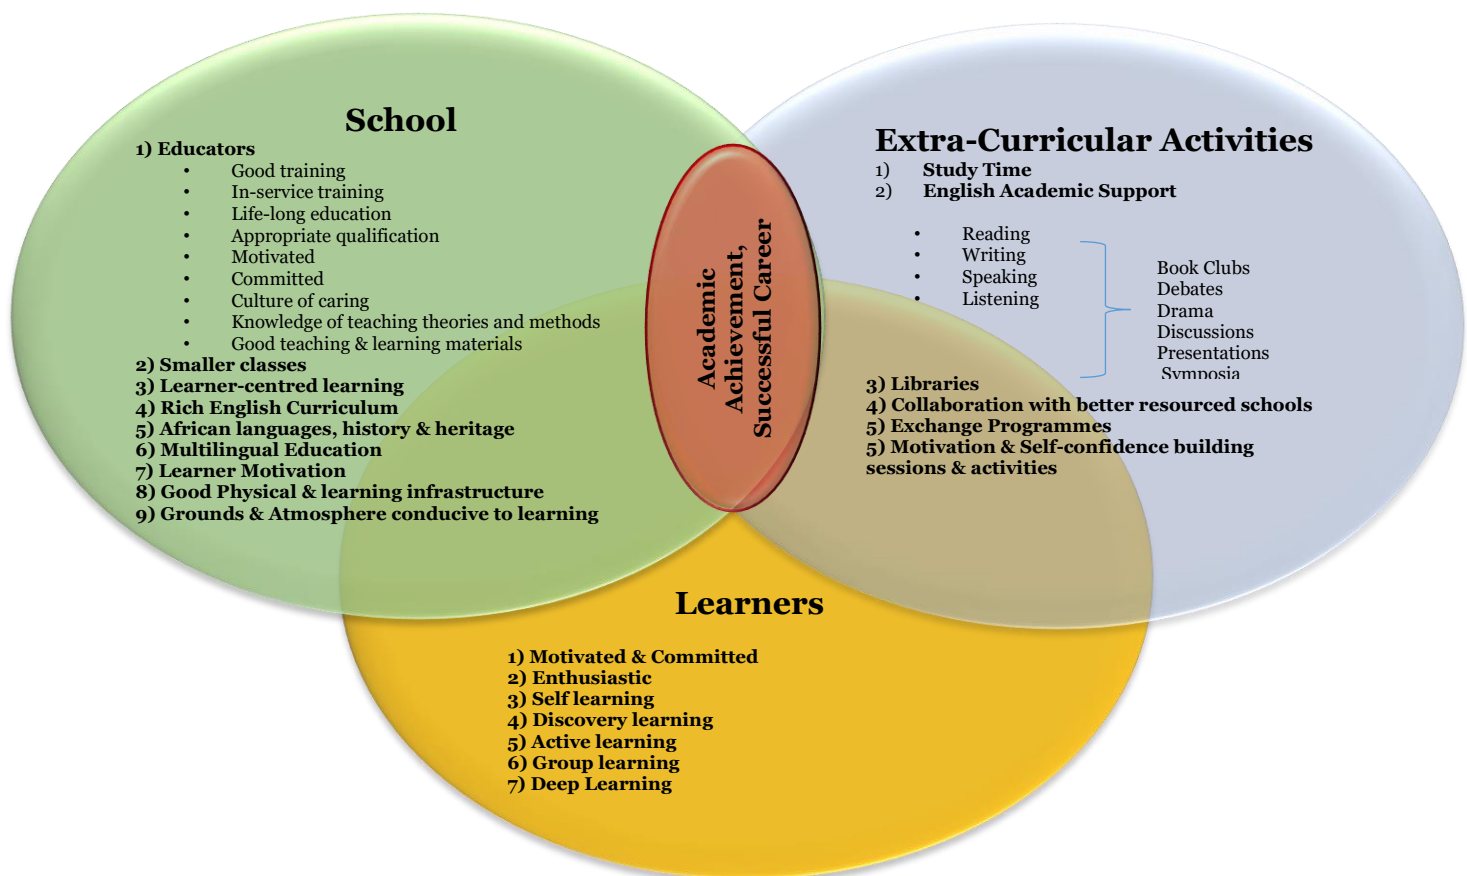 School
1) Educators
• Good training
• In-service training
• Life-long education
• Appropriate qualification
• Motivated
• Committed
• Culture of caring
• Knowledge of teaching theories and methods
• Good teaching & learning materials
2) Smaller classes
3) Learner-centred learning
4) Rich English Curriculum
5) African languages, history & heritage
6) Multilingual Education
7) Learner Motivation
8) Good Physical & learning infrastructure
9) Grounds & Atmosphere conducive to learning
Academic
Achievement,
Successful Career
Extra-Curricular Activities
1) Study Time
2) English Academic Support
• Reading
• Writing
• Speaking
• Listening
Book Clubs
Debates
Drama
Discussions
Presentations
Symposia
3) Libraries
4) Collaboration with better resourced schools
5) Exchange Programmes
5) Motivation & Self-confidence building
sessions & activities
Learners
1) Motivated & Committed
2) Enthusiastic
3) Self learning
4) Discovery learning
5) Active learning
6) Group learning
7) Deep Learning